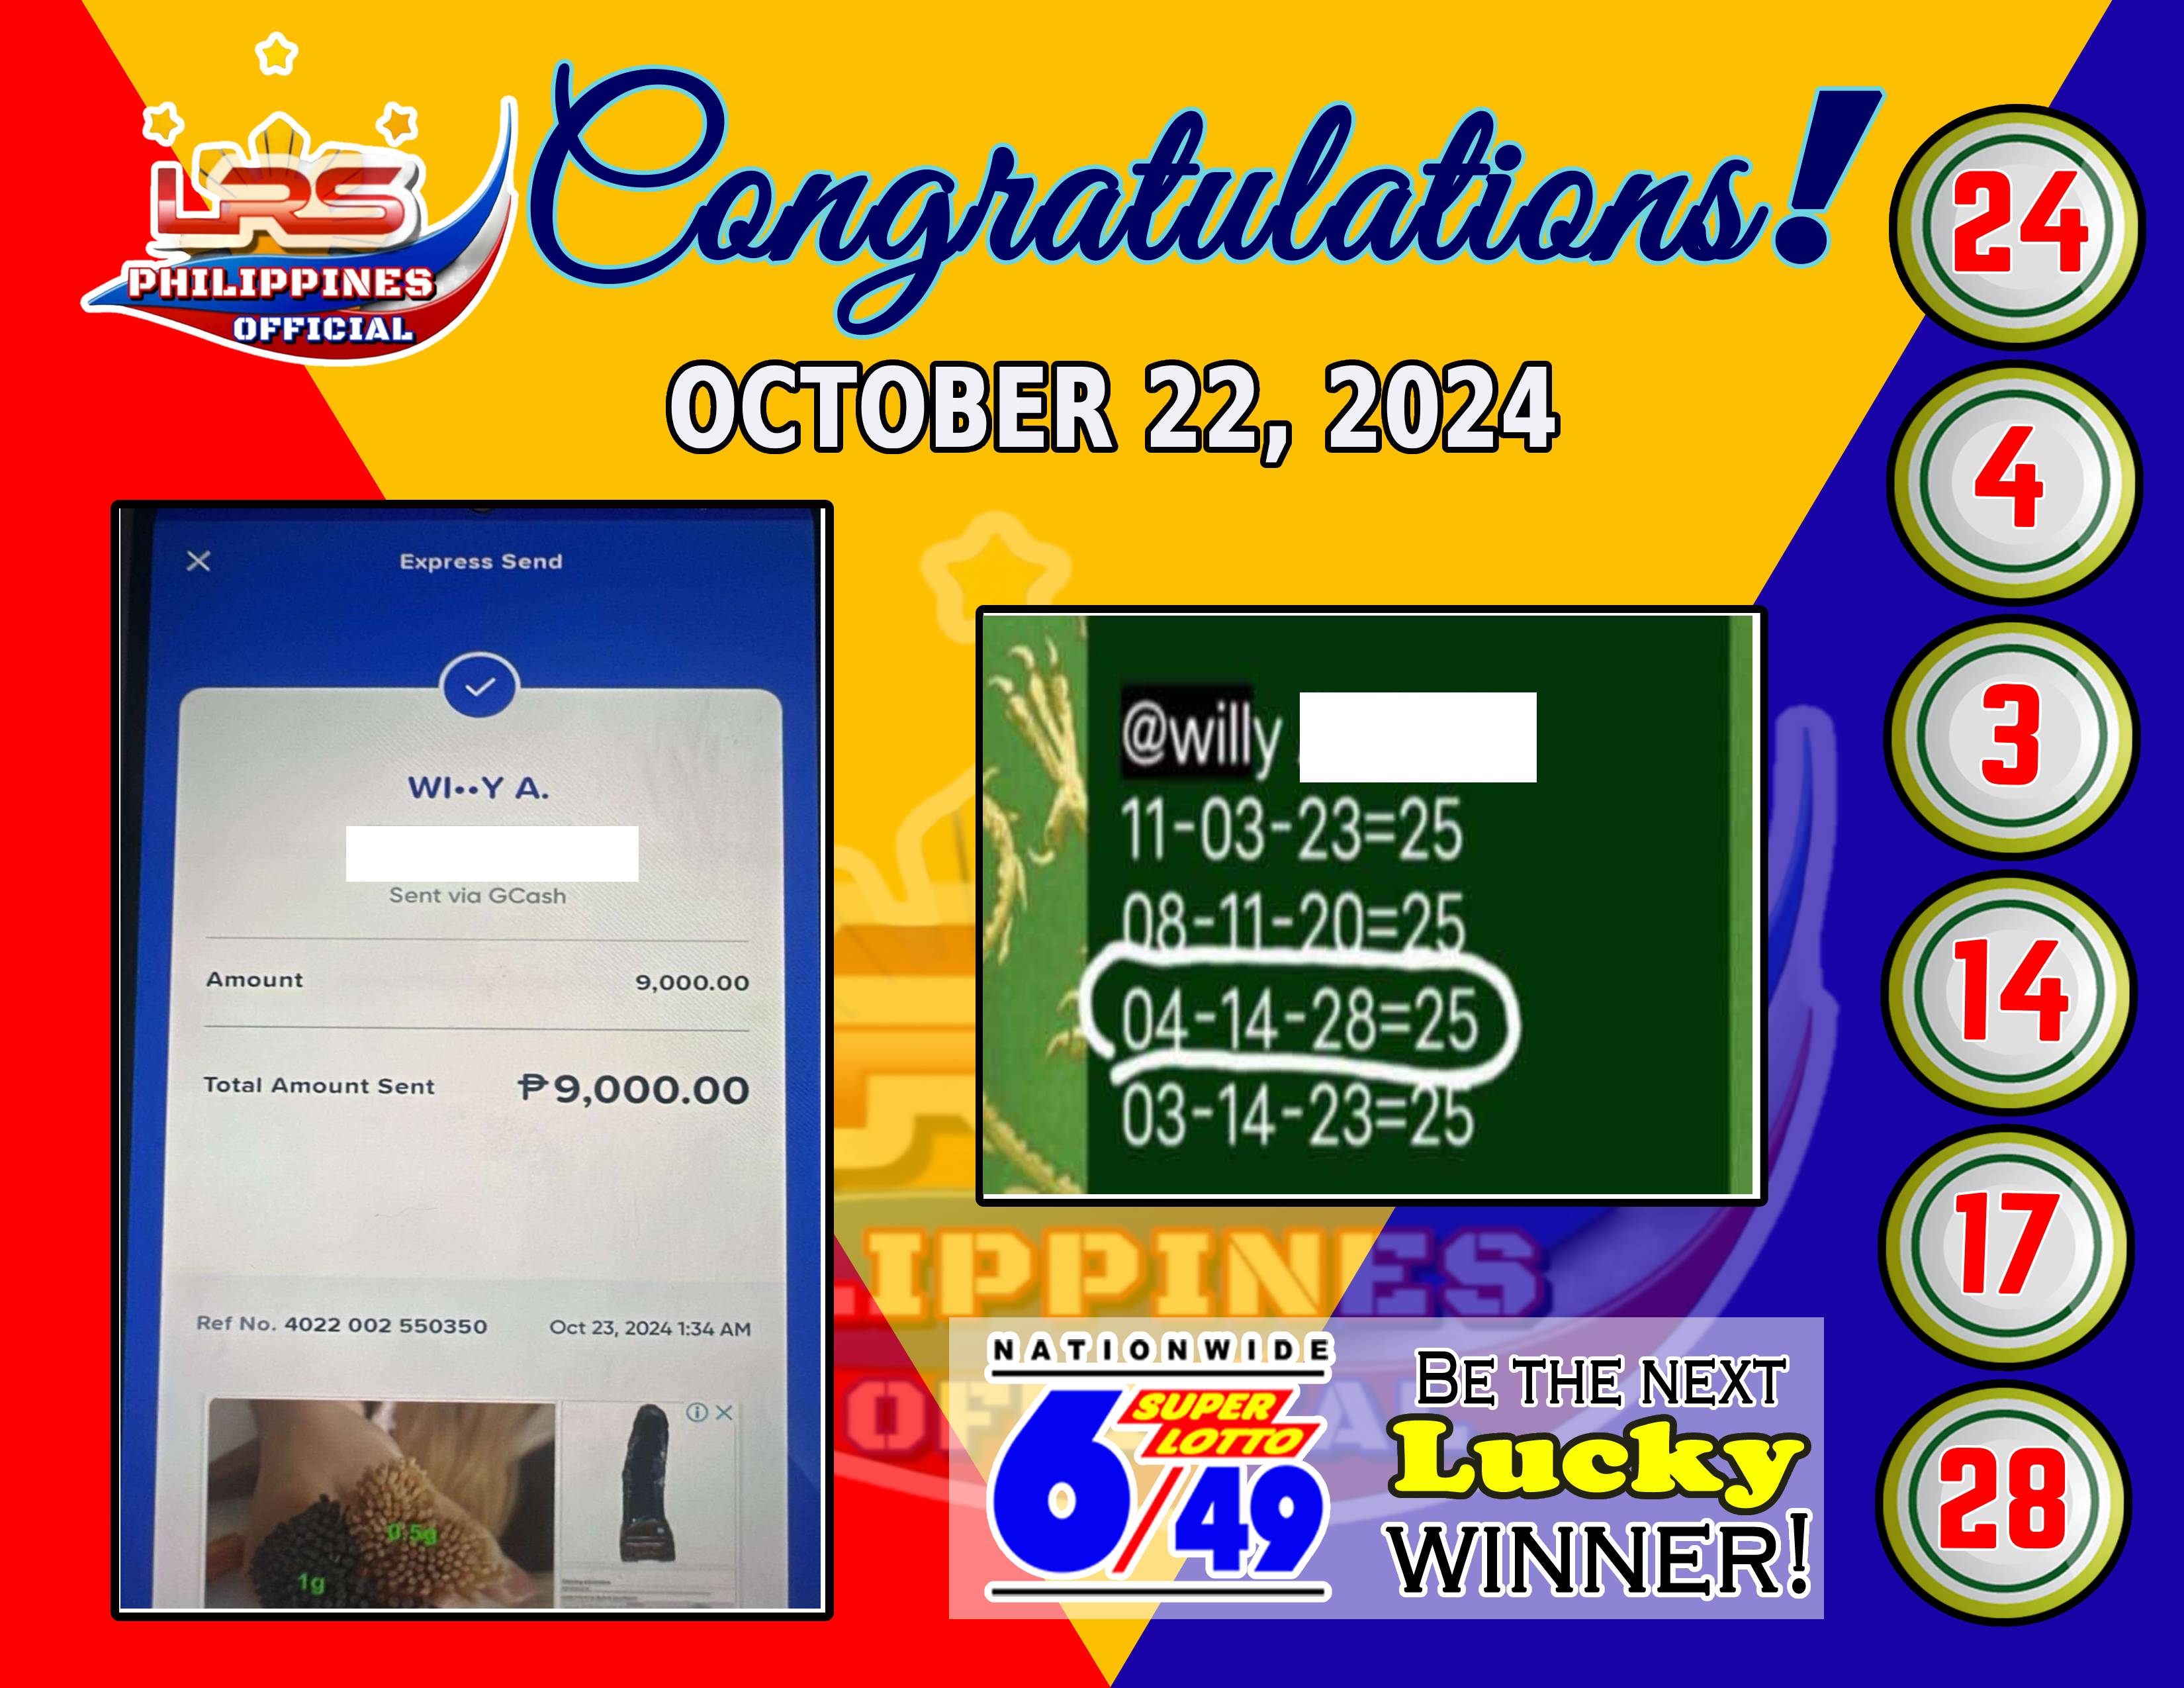 LRS
PHILIPPINES
OFFICIAL
Congratulations!
OCTOBER 22, 2024
Express Send
WI••Y A.
Sent via GCash
Amount 9,000.00
Total Amount Sent ₱9,000.00
Ref No. 4022 002 550350 Oct 23, 2024 1:34 AM
0.5g
1g
@willy
11-03-23=25
08-11-20=25
04-14-28=25
03-14-23=25
LIPPINES
NATIONWIDE
SUPER
LOTTO
6/49
BE THE NEXT
Lucky
WINNER!
24
4
3
14
17
28